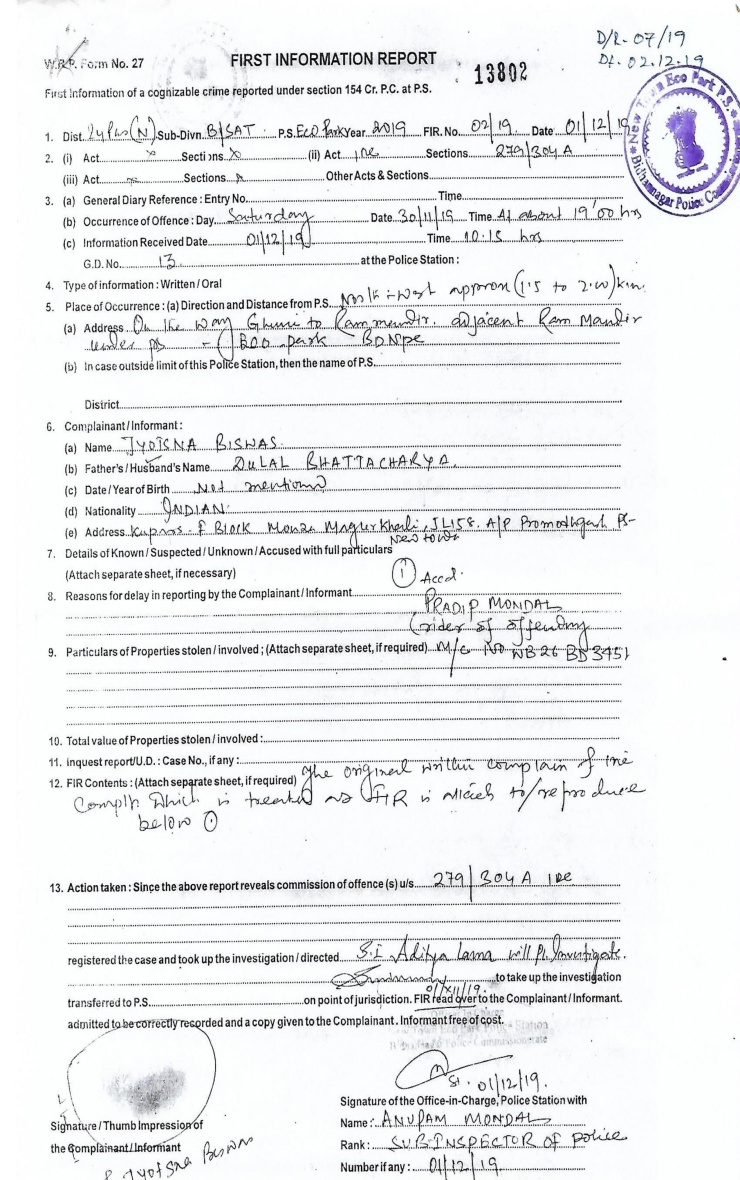 D/R- 07/19
Dt. 02.12.19
W.B.P. Form No. 27
FIRST INFORMATION REPORT
13802
First Information of a cognizable crime reported under section 154 Cr. P.C. at P.S.
New Town Eco Park P.S.
Bidhannagar Police Commissionerate
1. Dist. 24 Pgs (N) Sub-Divn. B/SAT P.S. Eco Park Year 2019 FIR. No. 02/19 Date 01/12/19
2. (i) Act x Sections x (ii) Act IPC Sections 279/304 A
(iii) Act Sections Other Acts & Sections
3. (a) General Diary Reference : Entry No. Time
(b) Occurrence of Offence : Day Saturday Date 30/11/19 Time At about 19'00 hrs
(c) Information Received Date 01/12/19 Time 10.15 hrs
G.D. No. 13 at the Police Station :
4. Type of information : Written / Oral
5. Place of Occurrence : (a) Direction and Distance from P.S. North-west approx (1.5 to 2.00) k.m.
(a) Address On the way Ghuni to Ram mandir, adjacent Ram Mandir
under PS - Eco park BDNPC
(b) In case outside limit of this Police Station, then the name of P.S.
District
6. Complainant / Informant :
(a) Name JYOTSNA BISWAS
(b) Father's / Husband's Name DULAL BHATTACHARYA
(c) Date / Year of Birth Not mentiond
(d) Nationality INDIAN
(e) Address F Block Mouza Magurkhali, JL158. A/P Promodhgarh PS-
New town
7. Details of Known / Suspected / Unknown / Accused with full particulars
(Attach separate sheet, if necessary) (1) Accd.
8. Reasons for delay in reporting by the Complainant / Informant
PRADIP MONDAL
(rider of offending
9. Particulars of Properties stolen / involved ; (Attach separate sheet, if required) M/c No WB26 BD 3451
10. Total value of Properties stolen / involved :
11. Inquest report / U.D. : Case No., if any :
12. FIR Contents : (Attach separate sheet, if required) The original written complain of the
Complt. which is treated as FIR is attached to/reproduce
below
13. Action taken : Since the above report reveals commission of offence (s) u/s 279/304 A IPC
registered the case and took up the investigation / directed S.I Aditya Lama will Pl. Investigate.
to take up the investigation
01/XII/19.
transferred to P.S. on point of jurisdiction. FIR read over to the Complainant / Informant.
admitted to be correctly recorded and a copy given to the Complainant. Informant free of cost.
SI. 01/12/19.
Signature of the Office-in-Charge, Police Station with
Signature / Thumb Impression of
the Complainant / Informant
Jyotsna Biswas
Name : ANUPAM MONDAL
Rank : SUB-INSPECTOR OF police
Number if any : 01/12/19